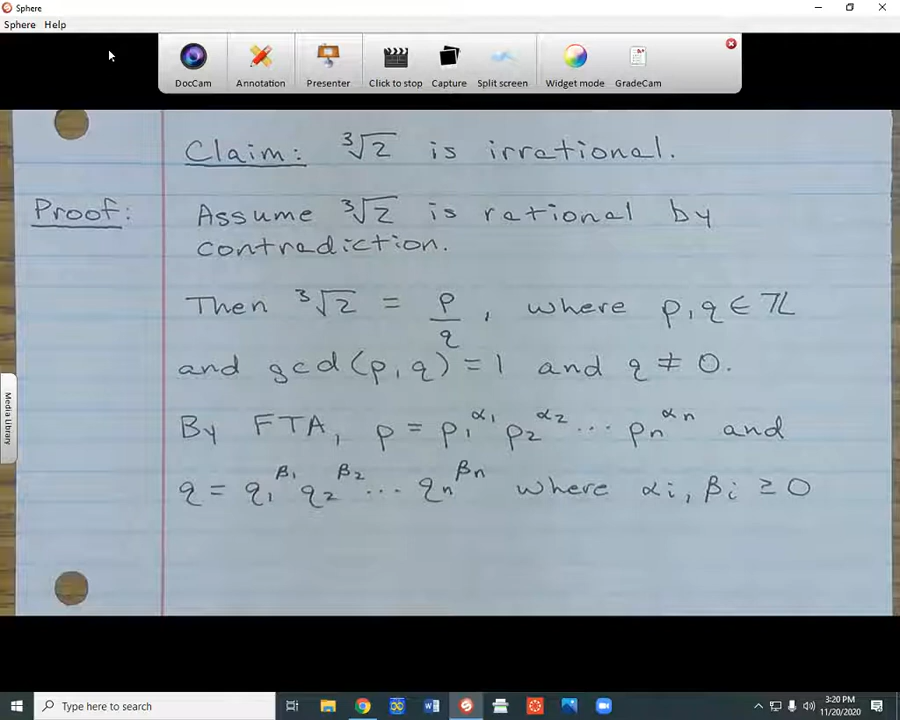 Sphere
Sphere Help
DocCam Annotation Presenter Click to stop Capture Split screen Widget mode GradeCam
Claim: ∛2 is irrational.
Proof: Assume ∛2 is rational by
contradiction.
Then ∛2 = p/q, where p,q ∈ ℤ
and gcd(p,q) = 1 and q ≠ 0.
By FTA, p = p₁^α₁ p₂^α₂ ... pₙ^αₙ and
q = q₁^β₁ q₂^β₂ ... qₙ^βₙ where αi, βi ≥ 0
Media Library
Type here to search
3:20 PM
11/20/2020